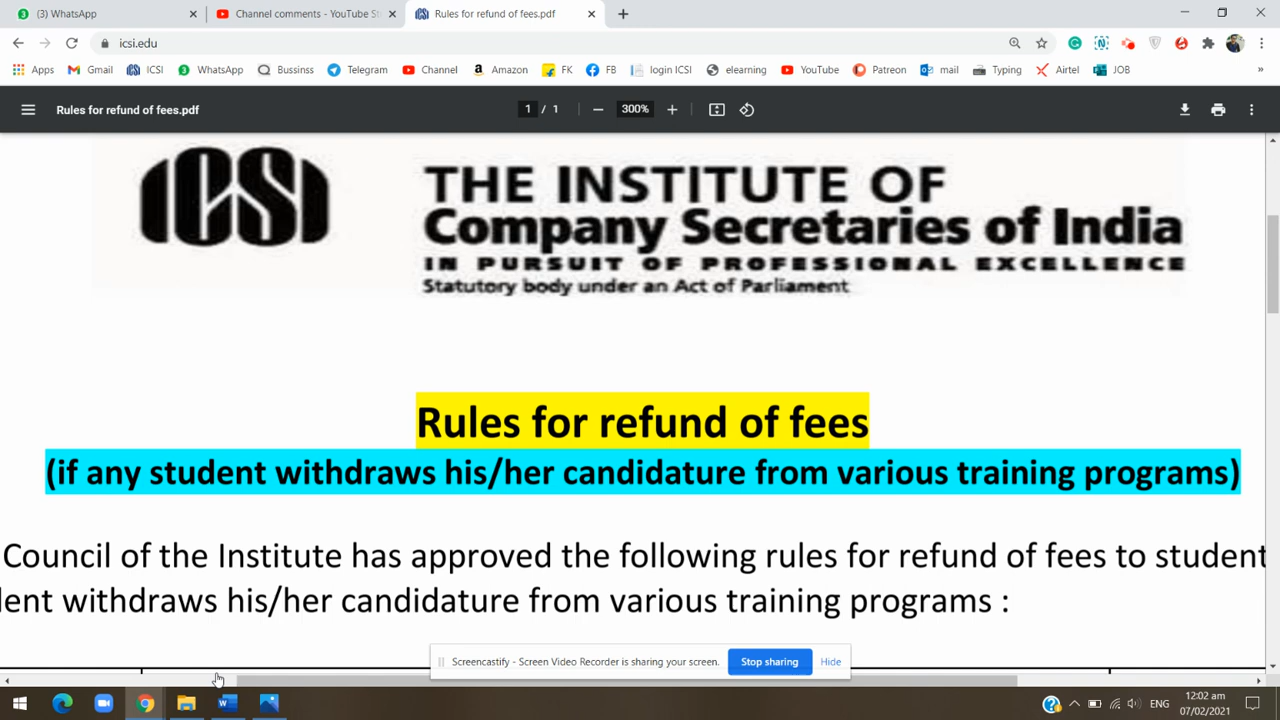 (3) WhatsApp
Channel comments - YouTube St
Rules for refund of fees.pdf
icsi.edu
Apps
Gmail
ICSI
WhatsApp
Bussinss
Telegram
Channel
Amazon
FK
FB
login ICSI
elearning
YouTube
Patreon
mail
Typing
Airtel
JOB
»
Rules for refund of fees.pdf
1 / 1
300%
ICSI
THE INSTITUTE OF
Company Secretaries of India
IN PURSUIT OF PROFESSIONAL EXCELLENCE
Statutory body under an Act of Parliament
Rules for refund of fees
(if any student withdraws his/her candidature from various training programs)
Council of the Institute has approved the following rules for refund of fees to student
lent withdraws his/her candidature from various training programs :
Screencastify - Screen Video Recorder is sharing your screen.
Stop sharing
Hide
ENG
12:02 am
07/02/2021